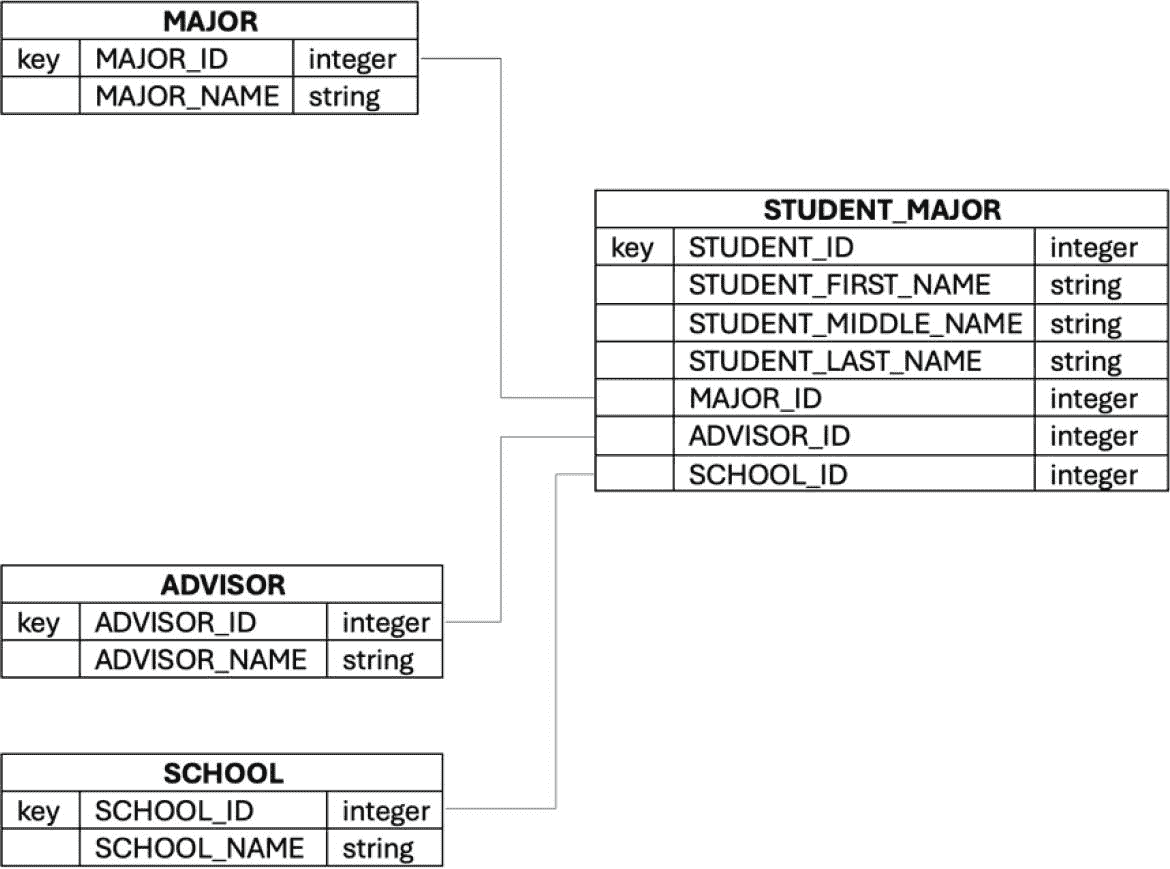 MAJOR
key MAJOR_ID integer
MAJOR_NAME string
STUDENT_MAJOR
key STUDENT_ID integer
STUDENT_FIRST_NAME string
STUDENT_MIDDLE_NAME string
STUDENT_LAST_NAME string
MAJOR_ID integer
ADVISOR_ID integer
SCHOOL_ID integer
ADVISOR
key ADVISOR_ID integer
ADVISOR_NAME string
SCHOOL
key SCHOOL_ID integer
SCHOOL_NAME string